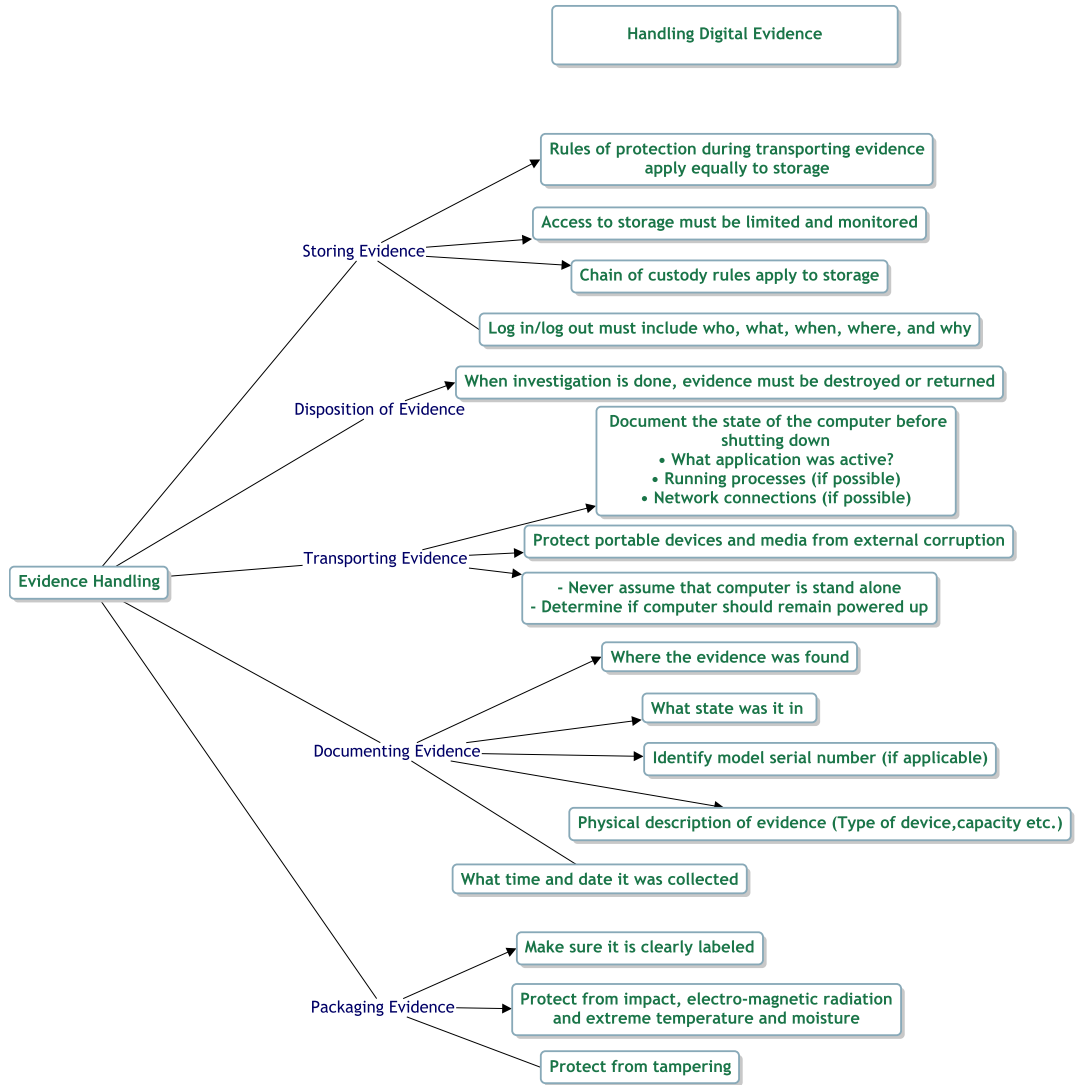 Handling Digital Evidence
Rules of protection during transporting evidence
apply equally to storage
Access to storage must be limited and monitored
Storing Evidence
Chain of custody rules apply to storage
Log in/log out must include who, what, when, where, and why
When investigation is done, evidence must be destroyed or returned
Disposition of Evidence
Document the state of the computer before
shutting down
• What application was active?
• Running processes (if possible)
• Network connections (if possible)
Protect portable devices and media from external corruption
Transporting Evidence
Evidence Handling
- Never assume that computer is stand alone
- Determine if computer should remain powered up
Where the evidence was found
What state was it in
Documenting Evidence
Identify model serial number (if applicable)
Physical description of evidence (Type of device,capacity etc.)
What time and date it was collected
Make sure it is clearly labeled
Packaging Evidence
Protect from impact, electro-magnetic radiation
and extreme temperature and moisture
Protect from tampering